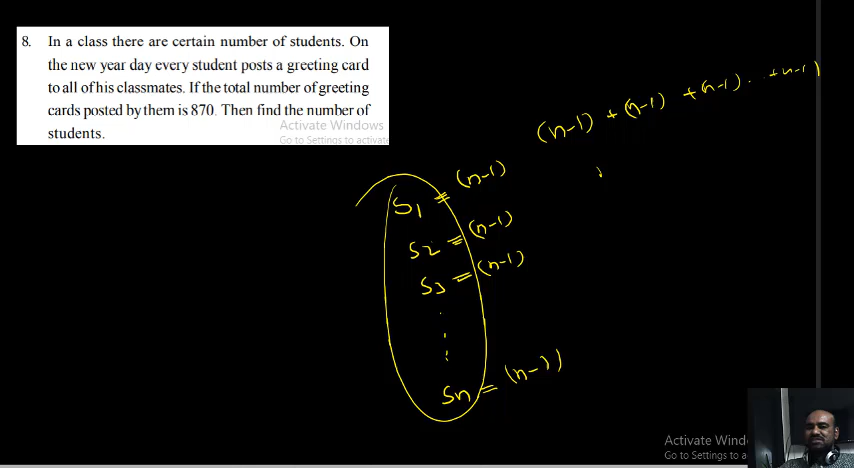 8. In a class there are certain number of students. On
the new year day every student posts a greeting card
to all of his classmates. If the total number of greeting
cards posted by them is 870. Then find the number of
students.
Activate Windows
Go to Settings to activate
(n-1) + (n-1) + (n-1) . . + n-1)
S1 = (n-1)
S2 = (n-1)
S3 = (n-1)
Sn = (n-1)
Activate Wind
Go to Settings to a